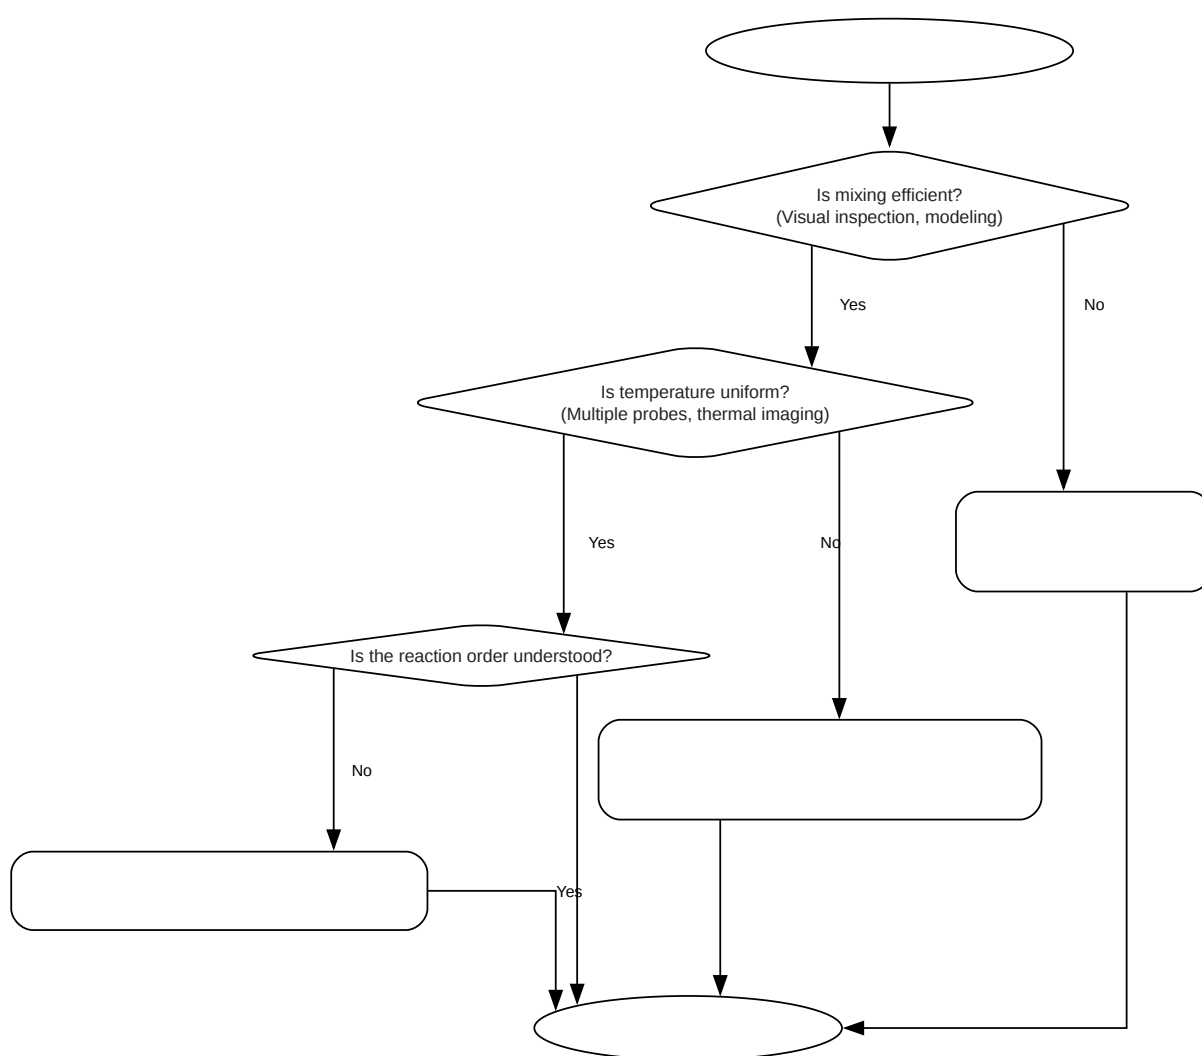 Is mixing efficient?
(Visual inspection, modeling)
Yes
No
Is temperature uniform?
(Multiple probes, thermal imaging)
Yes
No
Is the reaction order understood?
No
Yes